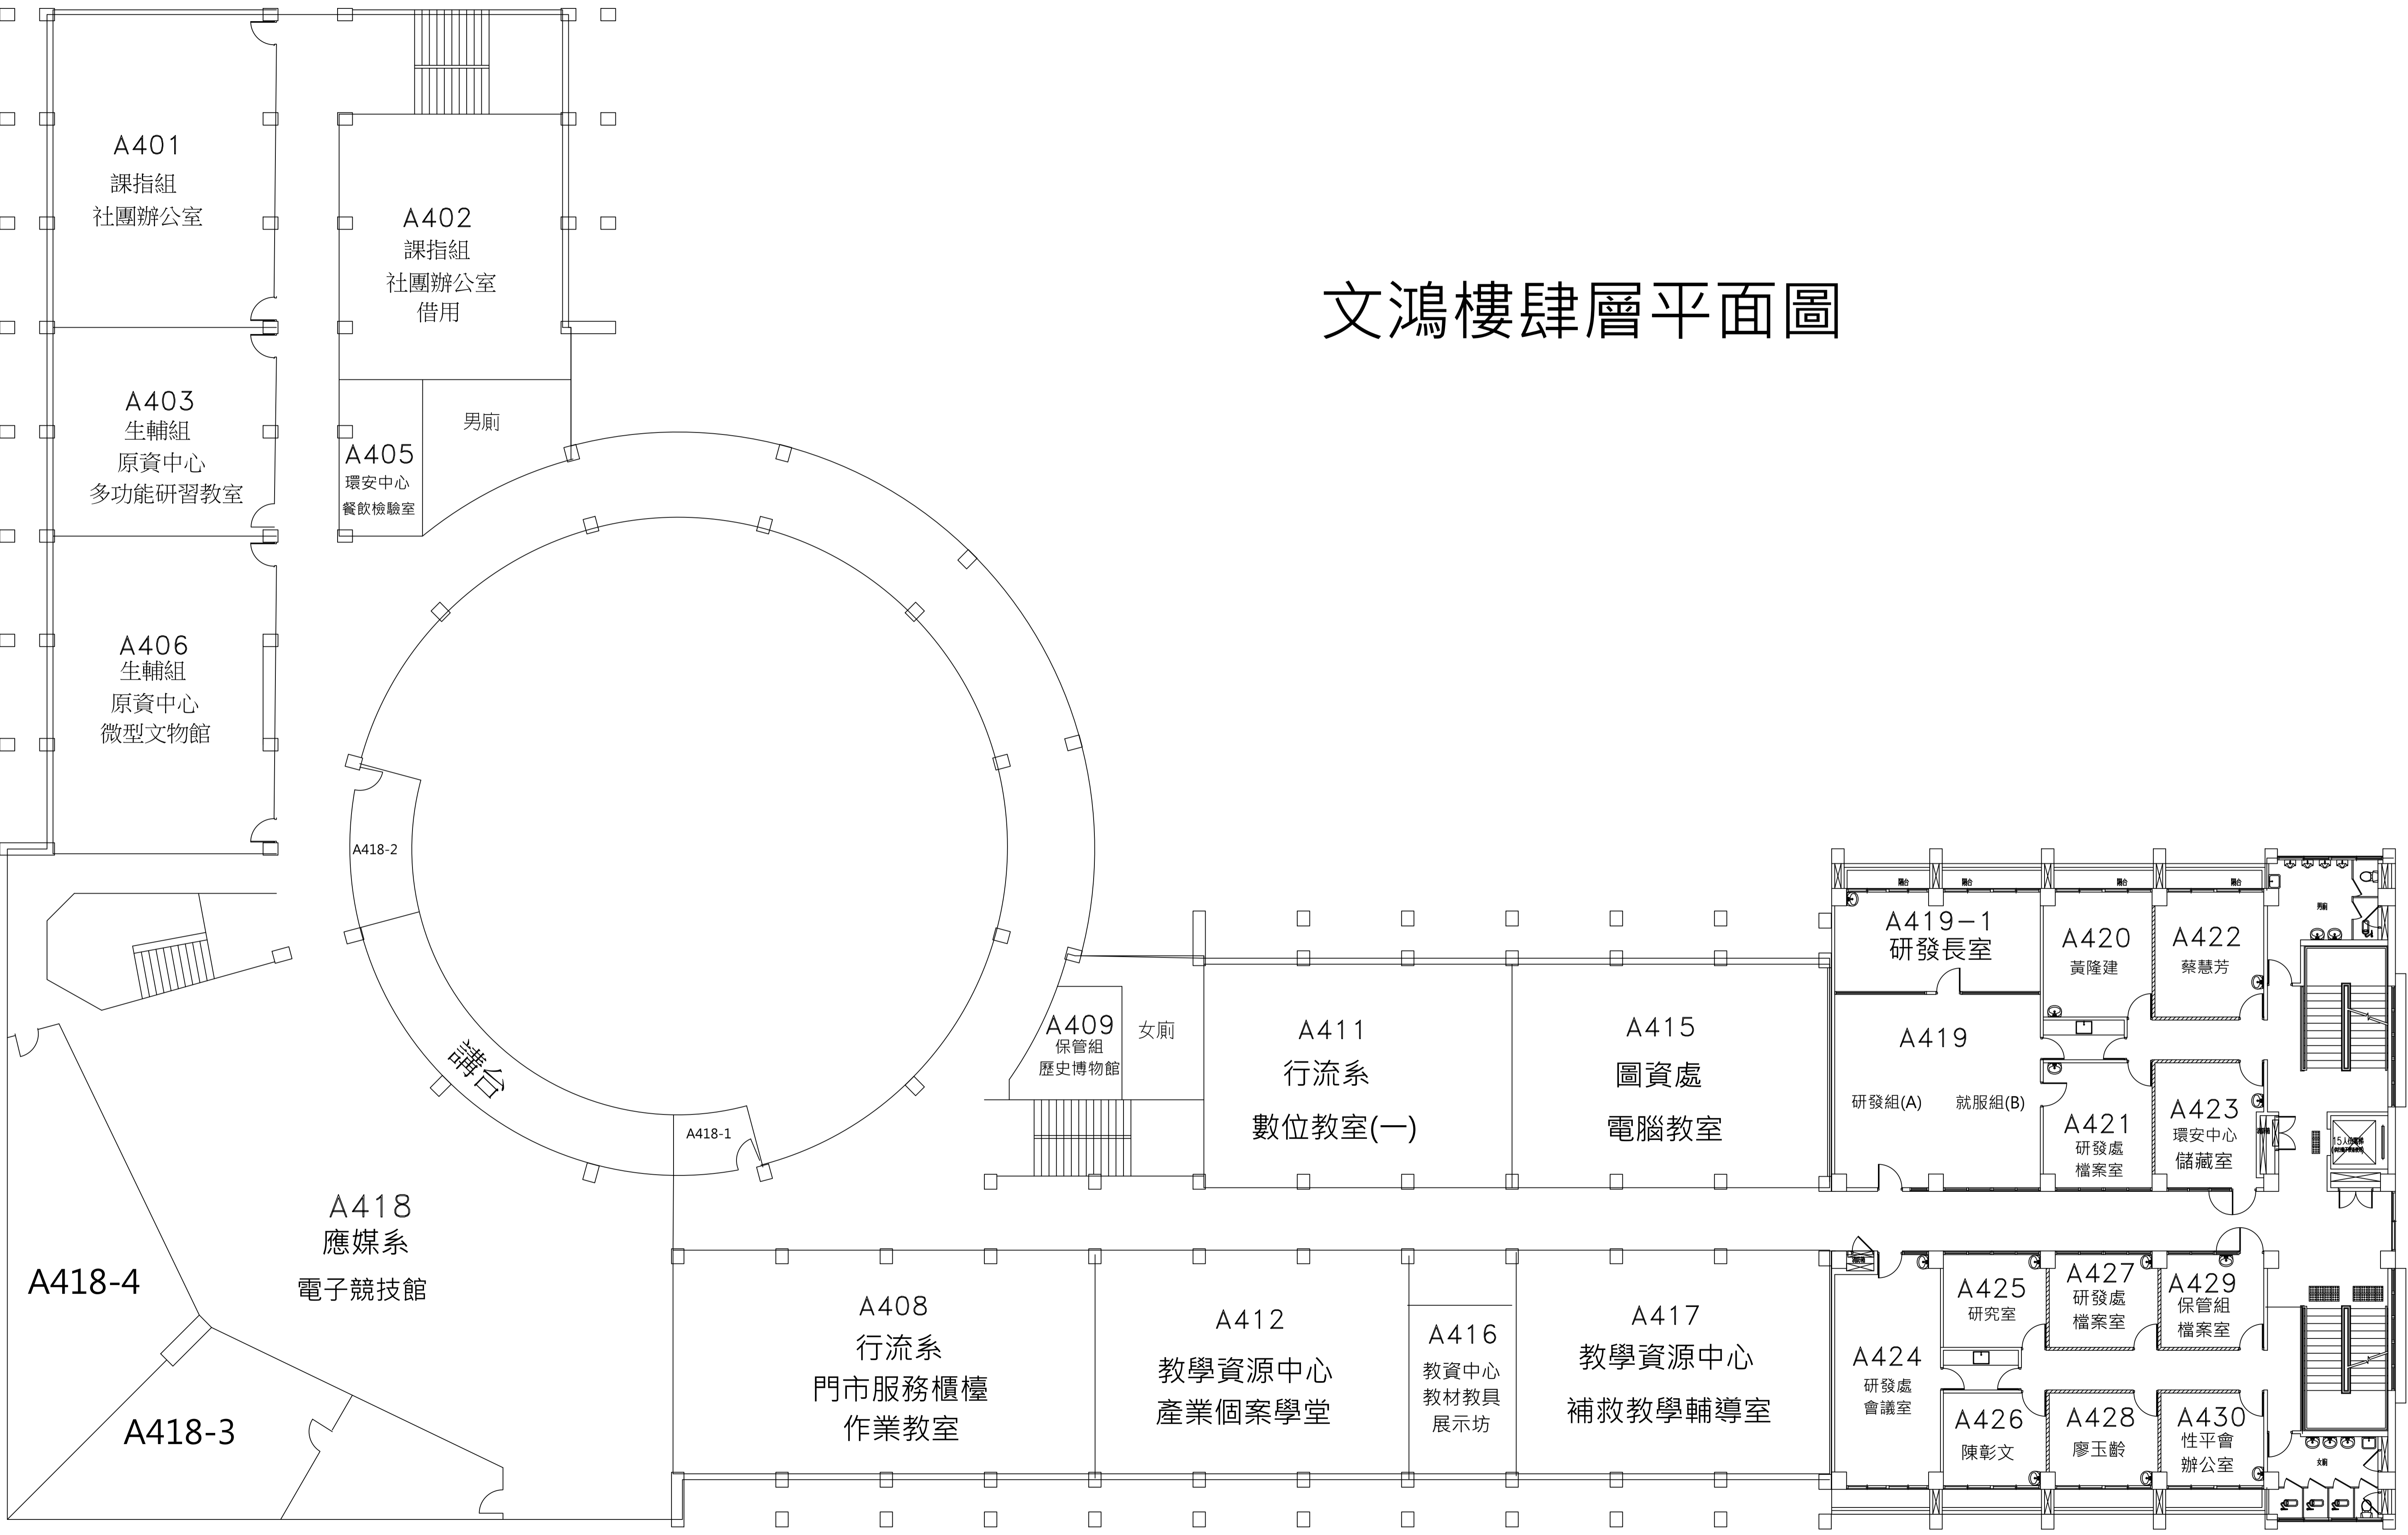 文鴻樓肆層平面圖
A401
課指組
社團辦公室
A402
課指組
社團辦公室
借用
A403
生輔組
原資中心
多功能研習教室
A405
環安中心
餐飲檢驗室
男廁
A406
生輔組
原資中心
微型文物館
A418-2
講台
A418-1
A418
應媒系
電子競技館
A418-4
A418-3
A409
保管組
歷史博物館
女廁
A411
行流系
數位教室(一)
A415
圖資處
電腦教室
A408
行流系
門市服務櫃檯
作業教室
A412
教學資源中心
產業個案學堂
A416
教資中心
教材教具
展示坊
A417
教學資源中心
補救教學輔導室
陽台
陽台
陽台
陽台
A419-1
研發長室
A420
黃隆建
A422
蔡慧芳
男廁
A419
研發組(A)
就服組(B)
A421
研發處
檔案室
A423
環安中心
儲藏室
A424
研發處
會議室
A425
研究室
A427
研發處
檔案室
A429
保管組
檔案室
A426
陳彰文
A428
廖玉齡
A430
性平會
辦公室
女廁